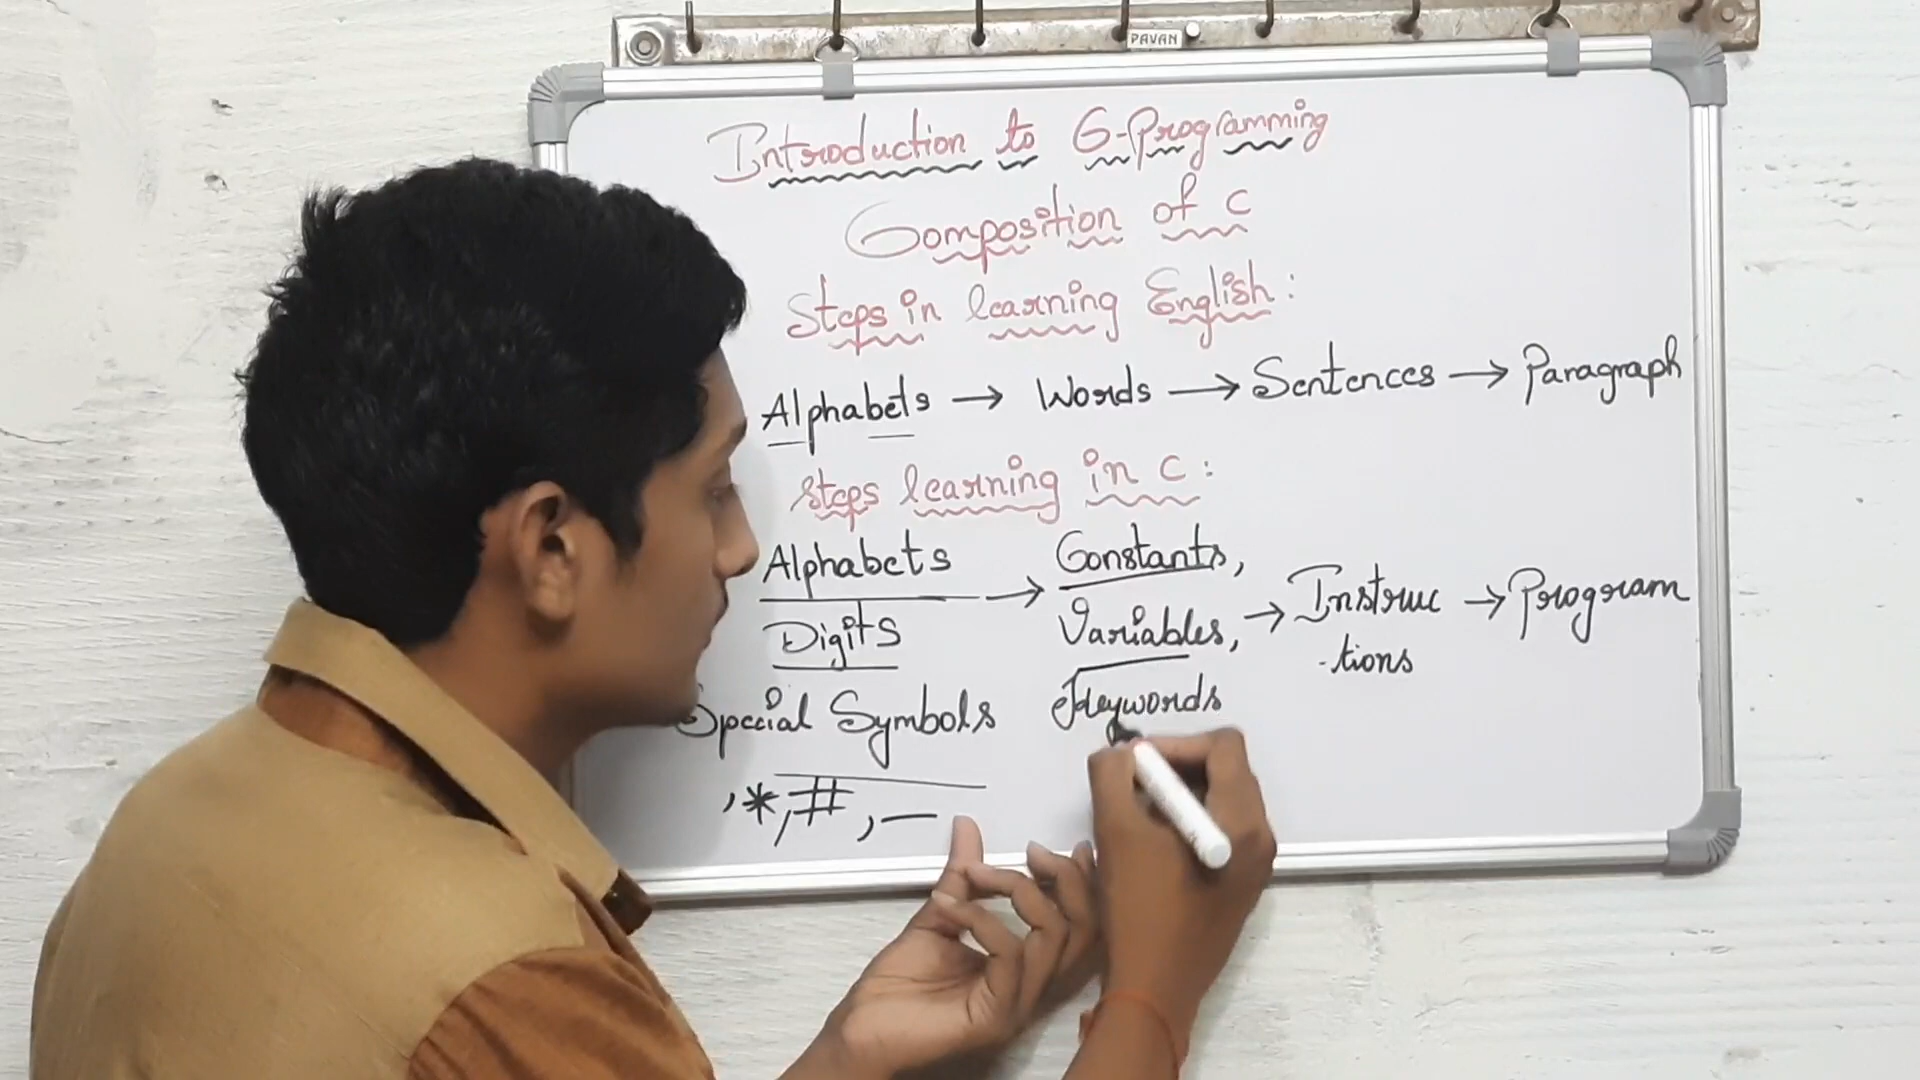 PAVAN
Introduction to C-Programming
Composition of C
Steps in learning English:
Alphabets → Words → Sentences → Paragraph
Steps learning in C:
Alphabets → Constants,
Digits Variables, → Instruc → Program
-tions
Special Symbols Keywords
,*,#,—